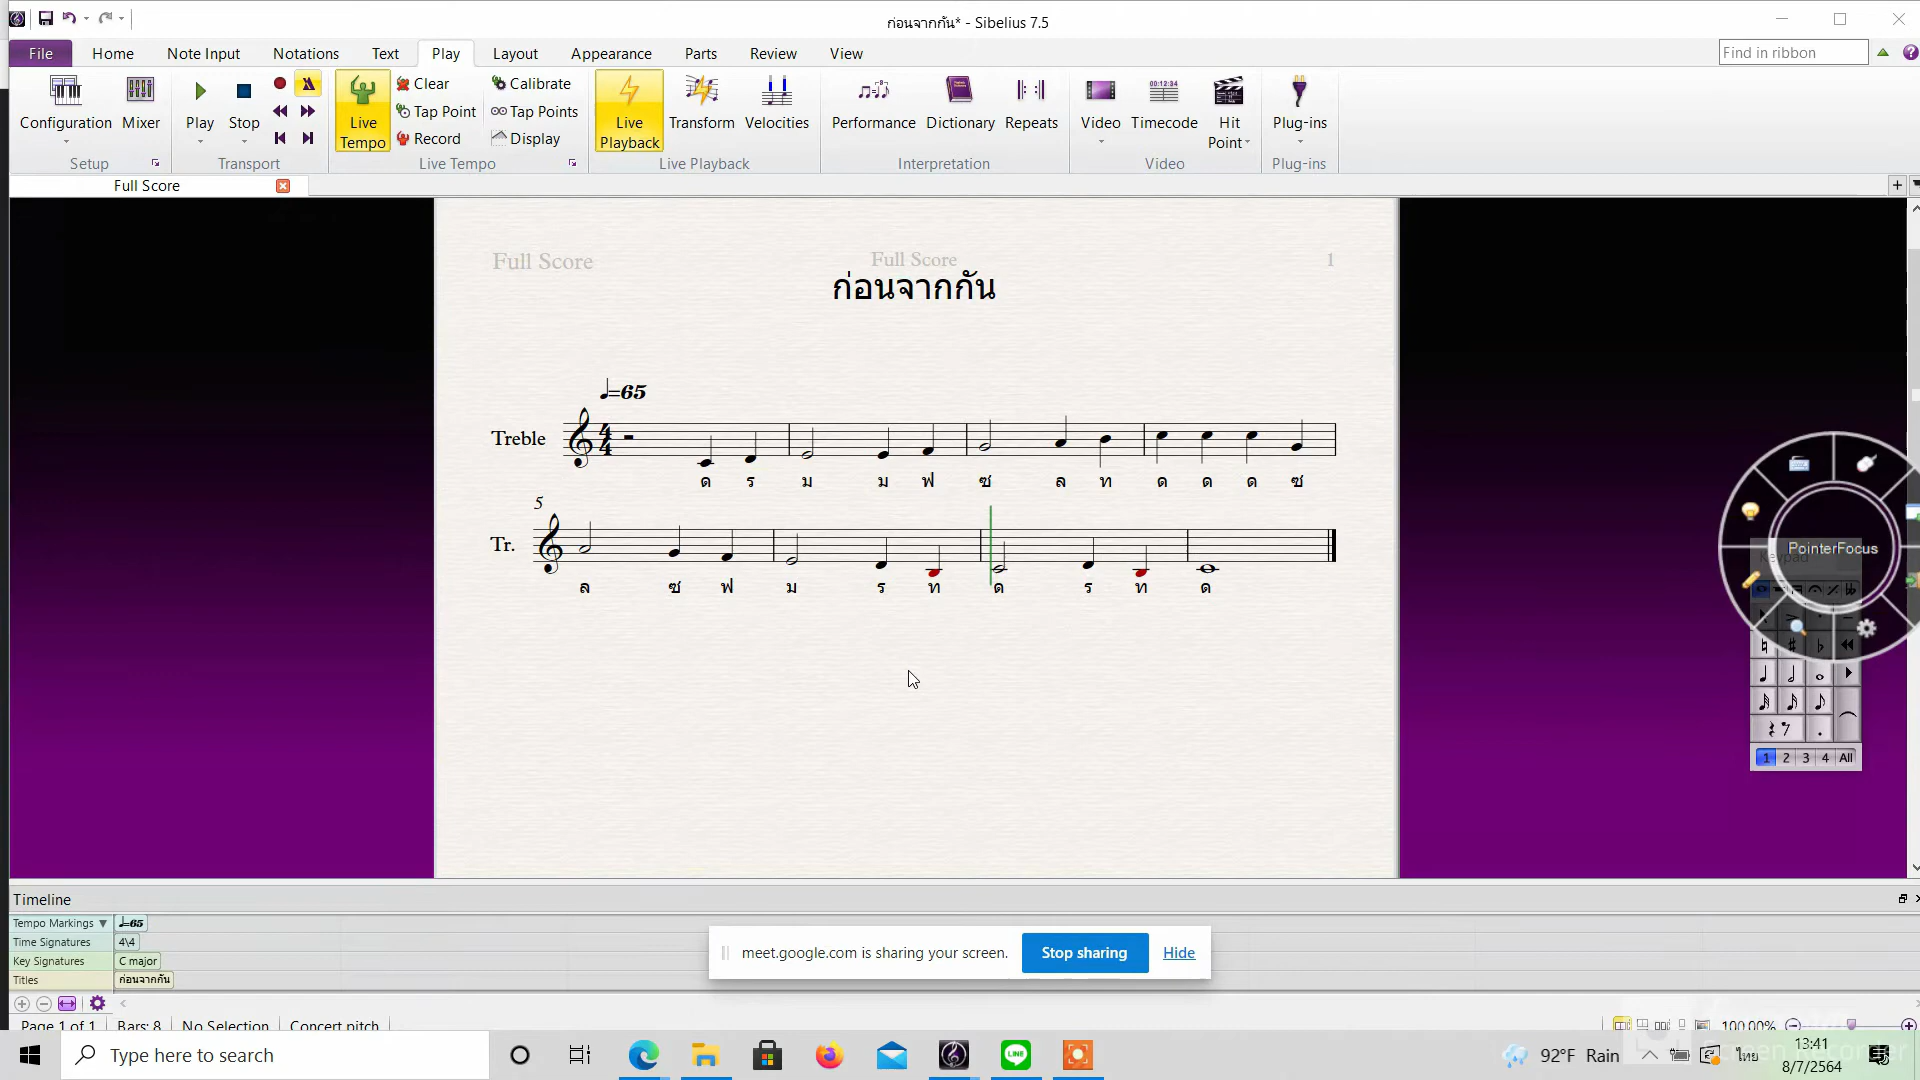 ก่อนจากกัน* - Sibelius 7.5
File Home Note Input Notations Text Play Layout Appearance Parts Review View Find in ribbon
Configuration Mixer Play Stop Live Tempo Clear Calibrate Live Playback Transform Velocities Performance Dictionary Repeats Video Timecode Hit Point Plug-ins
Tap Point Tap Points
Record Display
Setup Transport Live Tempo Live Playback Interpretation Video Plug-ins
Full Score
Full Score Full Score 1
ก่อนจากกัน
=65
Treble
ด ร ม ม ฟ ซ ล ท ด ด ด ซ
5
Tr.
ล ซ ฟ ม ร ท ด ร ท ด
PointerFocus
1 2 3 4 All
Timeline
Tempo Markings =65
Time Signatures 4\4
Key Signatures C major
Titles ก่อนจากกัน
meet.google.com is sharing your screen. Stop sharing Hide
Page 1 of 1 Bars: 8 No Selection Concert pitch 100.00%
Type here to search
92°F Rain
ไทย
13:41
8/7/2564